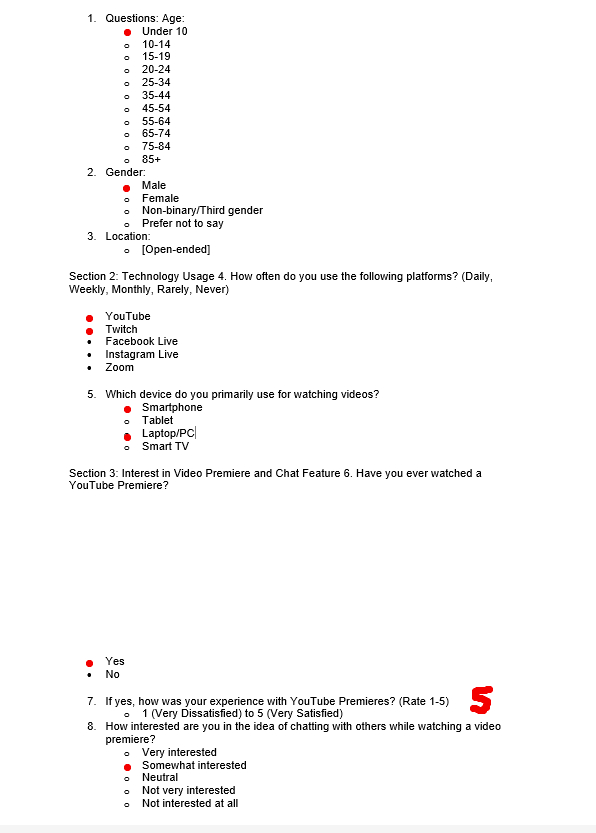 1. Questions: Age:
Under 10
10-14
15-19
20-24
25-34
35-44
45-54
55-64
65-74
75-84
85+
2. Gender:
Male
Female
Non-binary/Third gender
Prefer not to say
3. Location:
[Open-ended]
Section 2: Technology Usage 4. How often do you use the following platforms? (Daily,
Weekly, Monthly, Rarely, Never)
YouTube
Twitch
Facebook Live
Instagram Live
Zoom
5. Which device do you primarily use for watching videos?
Smartphone
Tablet
Laptop/PC
Smart TV
Section 3: Interest in Video Premiere and Chat Feature 6. Have you ever watched a
YouTube Premiere?
Yes
No
7. If yes, how was your experience with YouTube Premieres? (Rate 1-5) 5
1 (Very Dissatisfied) to 5 (Very Satisfied)
8. How interested are you in the idea of chatting with others while watching a video
premiere?
Very interested
Somewhat interested
Neutral
Not very interested
Not interested at all